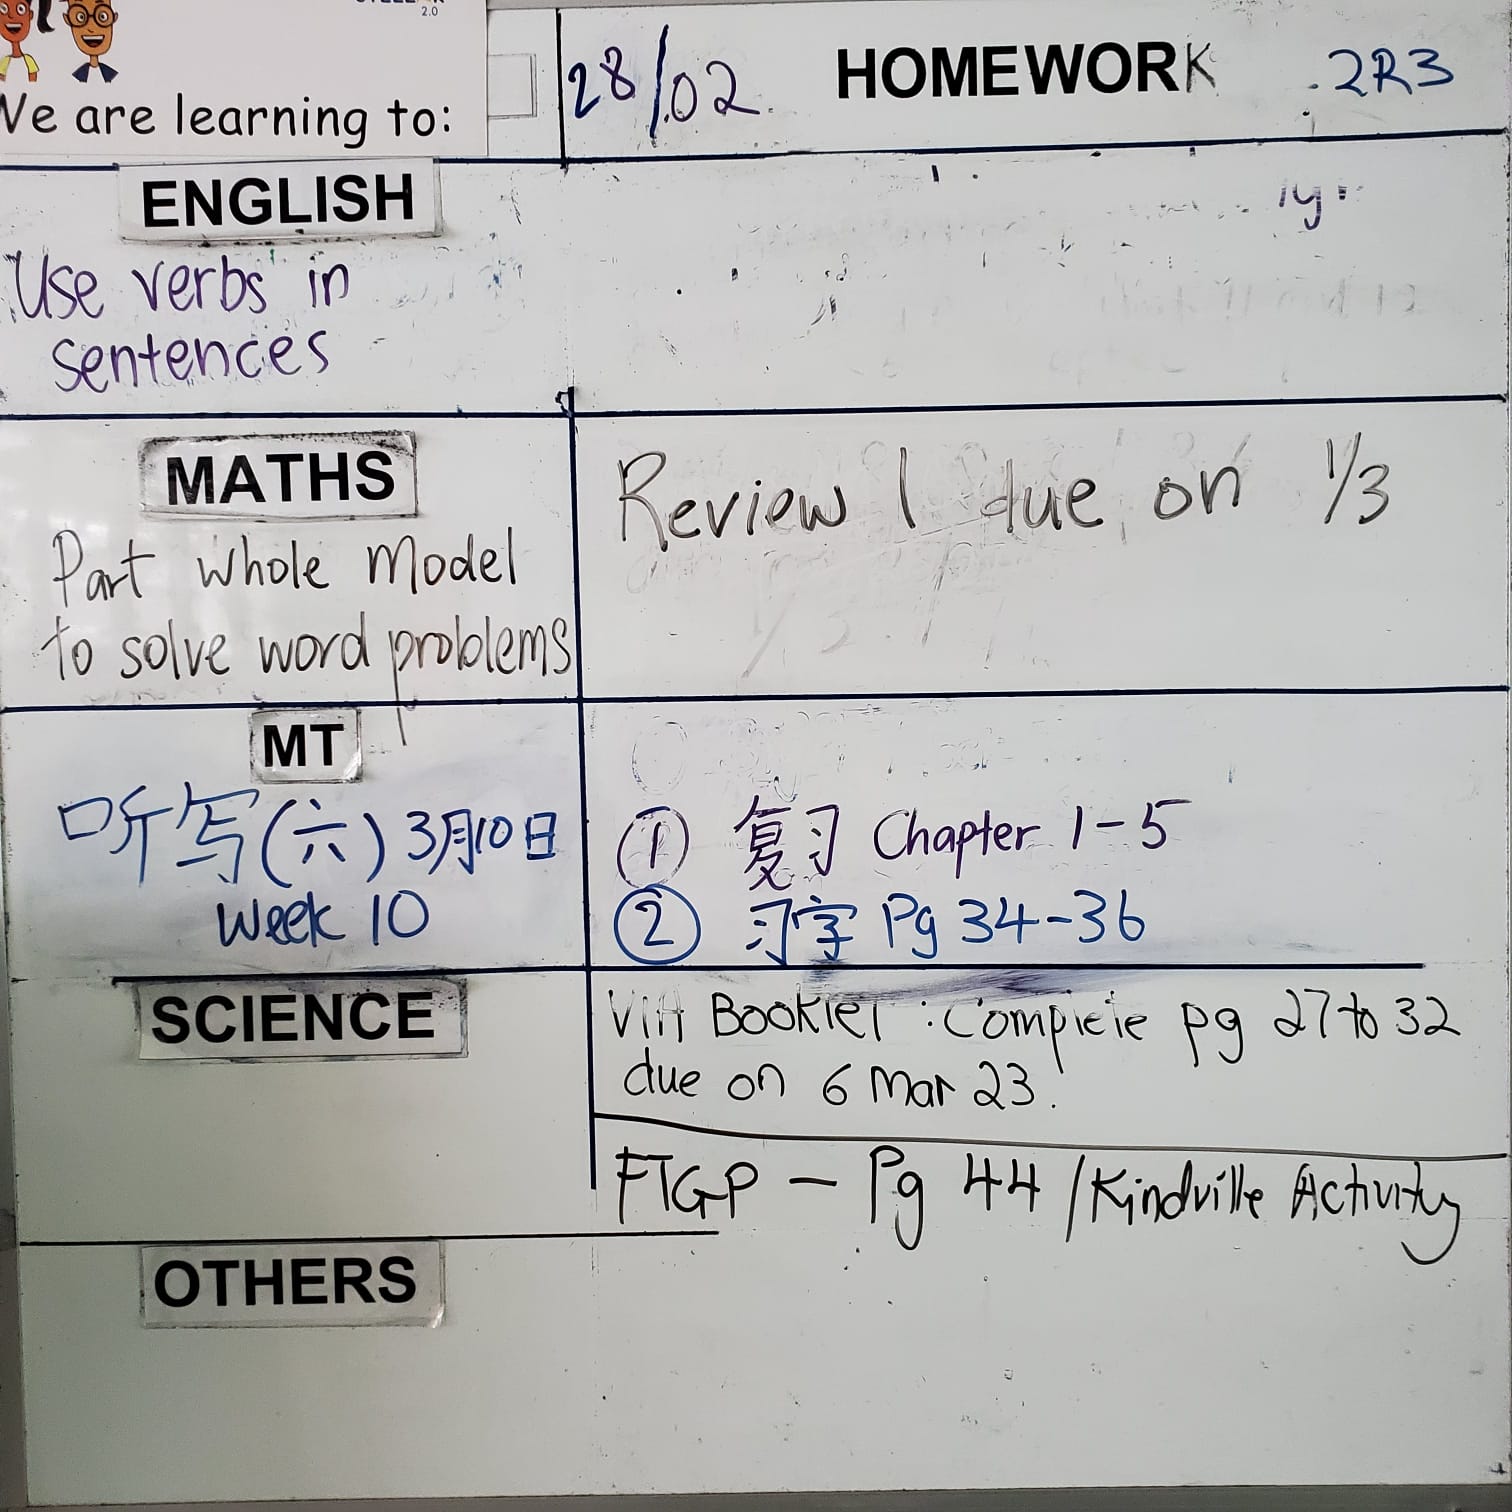 2.0
We are learning to:
28/02
HOMEWORK
2R3
ENGLISH
Use verbs in
sentences
MATHS
Part whole model
to solve word problems
Review 1 due on 1/3
MT
听写(六)3月10日
Week 10
① 复习 Chapter 1-5
② 习字 Pg 34-36
SCIENCE
Booklet : Complete pg 27 to 32
due on 6 Mar 23.
FTGP - Pg 44 / Kindville Activity
OTHERS